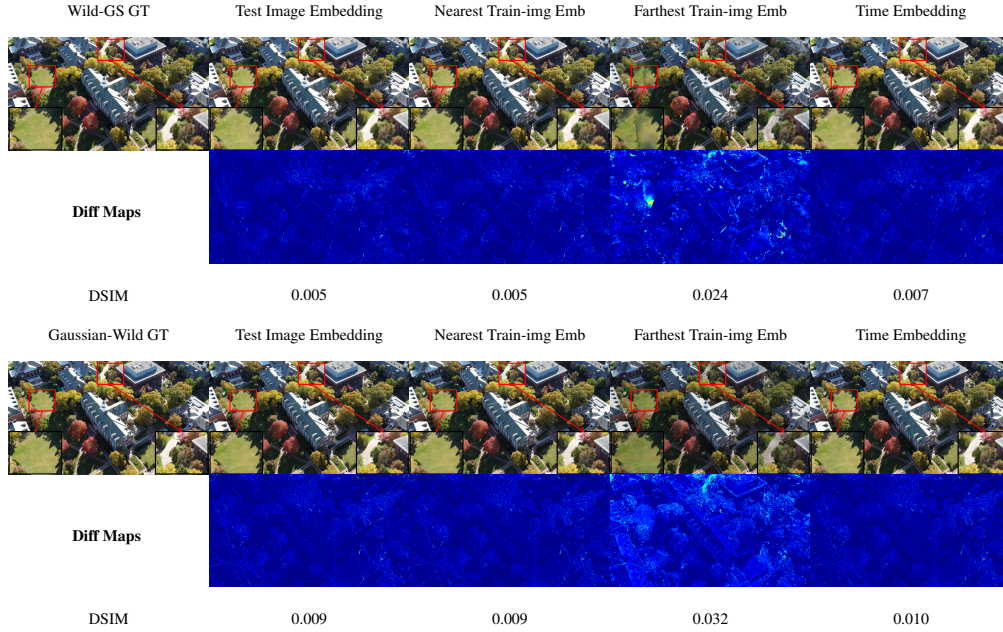 Wild-GS GT Test Image Embedding Nearest Train-img Emb Farthest Train-img Emb Time Embedding
Diff Maps
DSIM 0.005 0.005 0.024 0.007
Gaussian-Wild GT Test Image Embedding Nearest Train-img Emb Farthest Train-img Emb Time Embedding
Diff Maps
DSIM 0.009 0.009 0.032 0.010